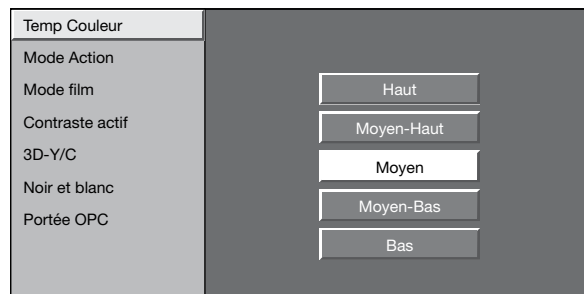 Temp Couleur
Mode Action
Mode film
Contraste actif
3D-Y/C
Noir et blanc
Portée OPC
Haut
Moyen-Haut
Moyen
Moyen-Bas
Bas